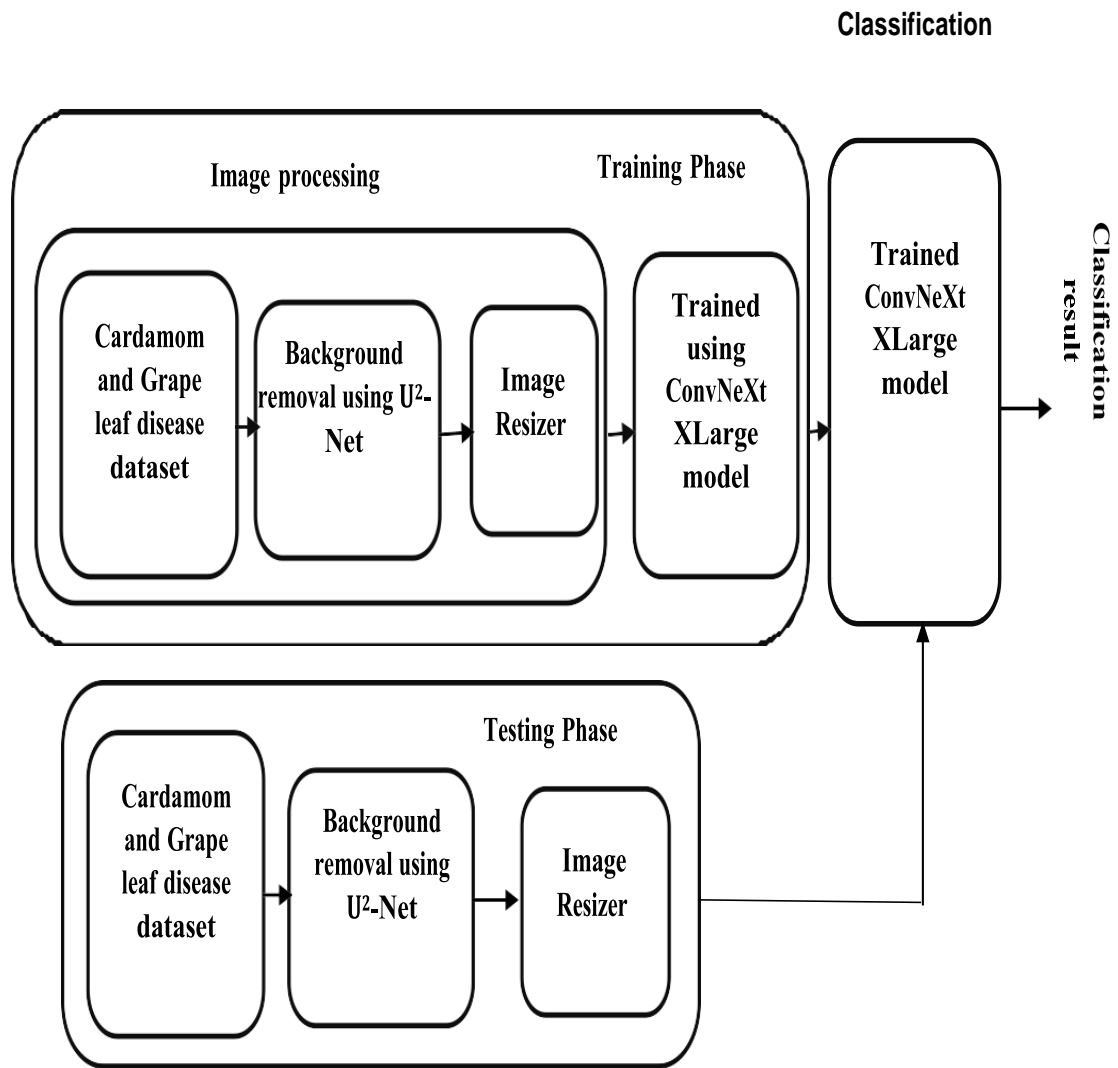 Classification
Image processing
Training Phase
Cardamom
and Grape
leaf disease
dataset
Background
removal using U²-
Net
Image
Resizer
Trained
using
ConvNeXt
XLarge
model
Trained
ConvNeXt
XLarge
model
Classification
result
Testing Phase
Cardamom
and Grape
leaf disease
dataset
Background
removal using
U²-Net
Image
Resizer